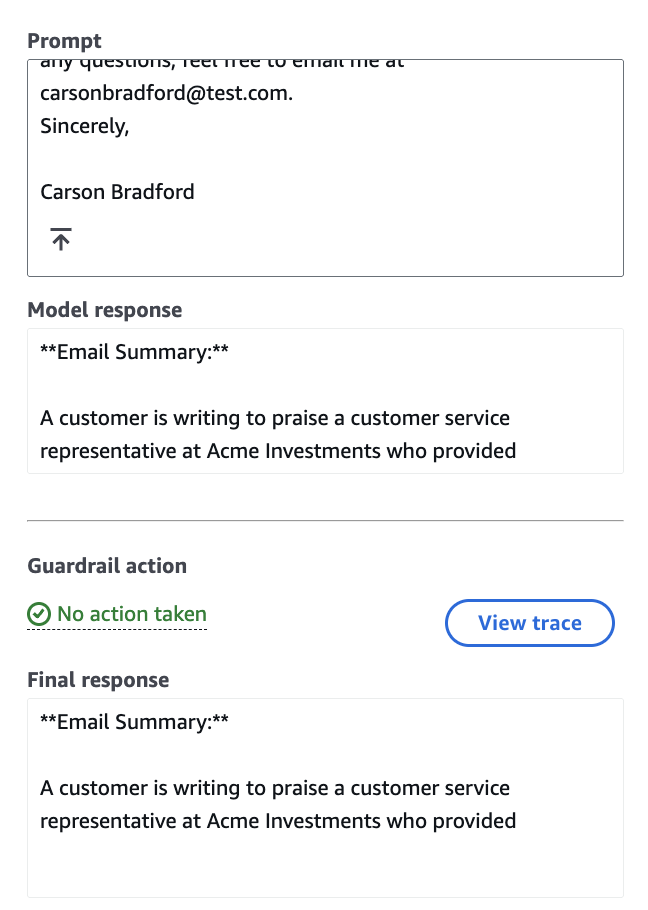 Prompt
any questions, feel free to email me at
carsonbradford@test.com.
Sincerely,
Carson Bradford
Model response
**Email Summary:**
A customer is writing to praise a customer service
representative at Acme Investments who provided
Guardrail action
No action taken
View trace
Final response
**Email Summary:**
A customer is writing to praise a customer service
representative at Acme Investments who provided